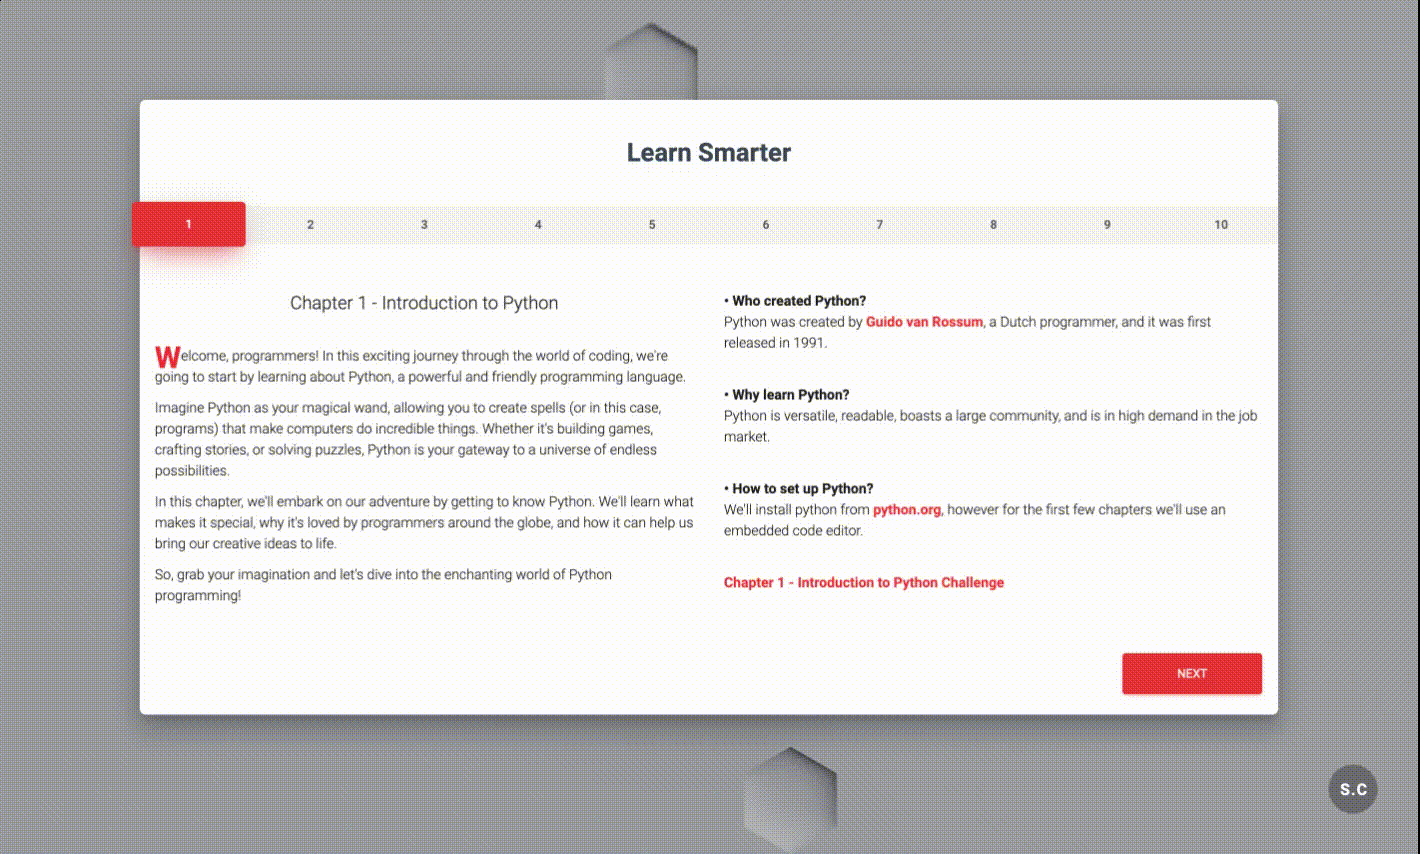 Learn Smarter
1 2 3 4 5 6 7 8 9 10
Chapter 1 - Introduction to Python
Welcome, programmers! In this exciting journey through the world of coding, we're
going to start by learning about Python, a powerful and friendly programming language.
Imagine Python as your magical wand, allowing you to create spells (or in this case,
programs) that make computers do incredible things. Whether it's building games,
crafting stories, or solving puzzles, Python is your gateway to a universe of endless
possibilities.
In this chapter, we'll embark on our adventure by getting to know Python. We'll learn what
makes it special, why it's loved by programmers around the globe, and how it can help us
bring our creative ideas to life.
So, grab your imagination and let's dive into the enchanting world of Python
programming!
• Who created Python?
Python was created by Guido van Rossum, a Dutch programmer, and it was first
released in 1991.
• Why learn Python?
Python is versatile, readable, boasts a large community, and is in high demand in the job
market.
• How to set up Python?
We'll install python from python.org, however for the first few chapters we'll use an
embedded code editor.
Chapter 1 - Introduction to Python Challenge
NEXT
S.C